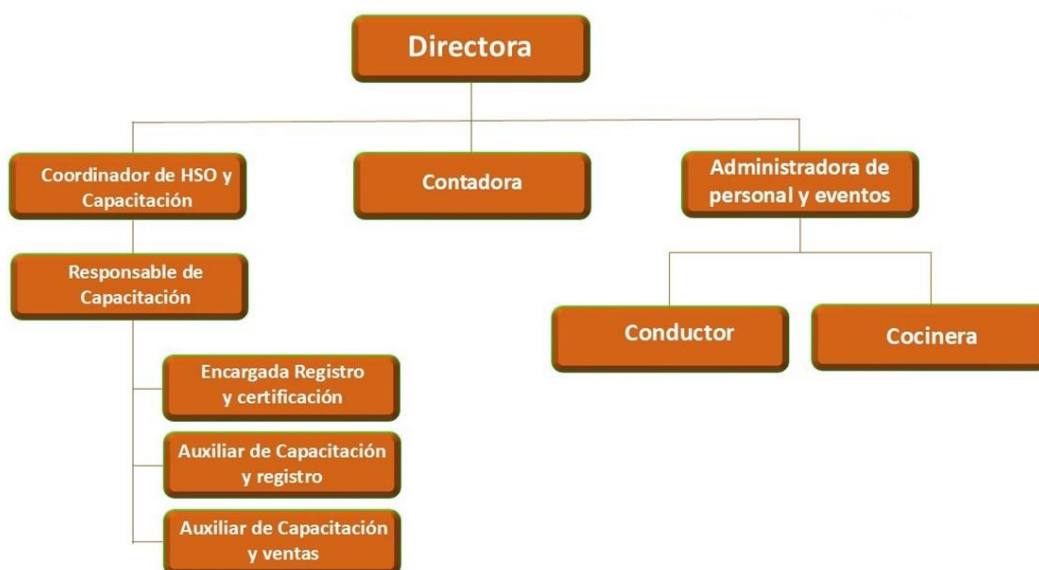 Directora
Coordinador de HSO y
Capacitación
Contadora
Administradora de
personal y eventos
Responsable de
Capacitación
Conductor
Cocinera
Encargada Registro
y certificación
Auxiliar de Capacitación
y registro
Auxiliar de Capacitación
y ventas